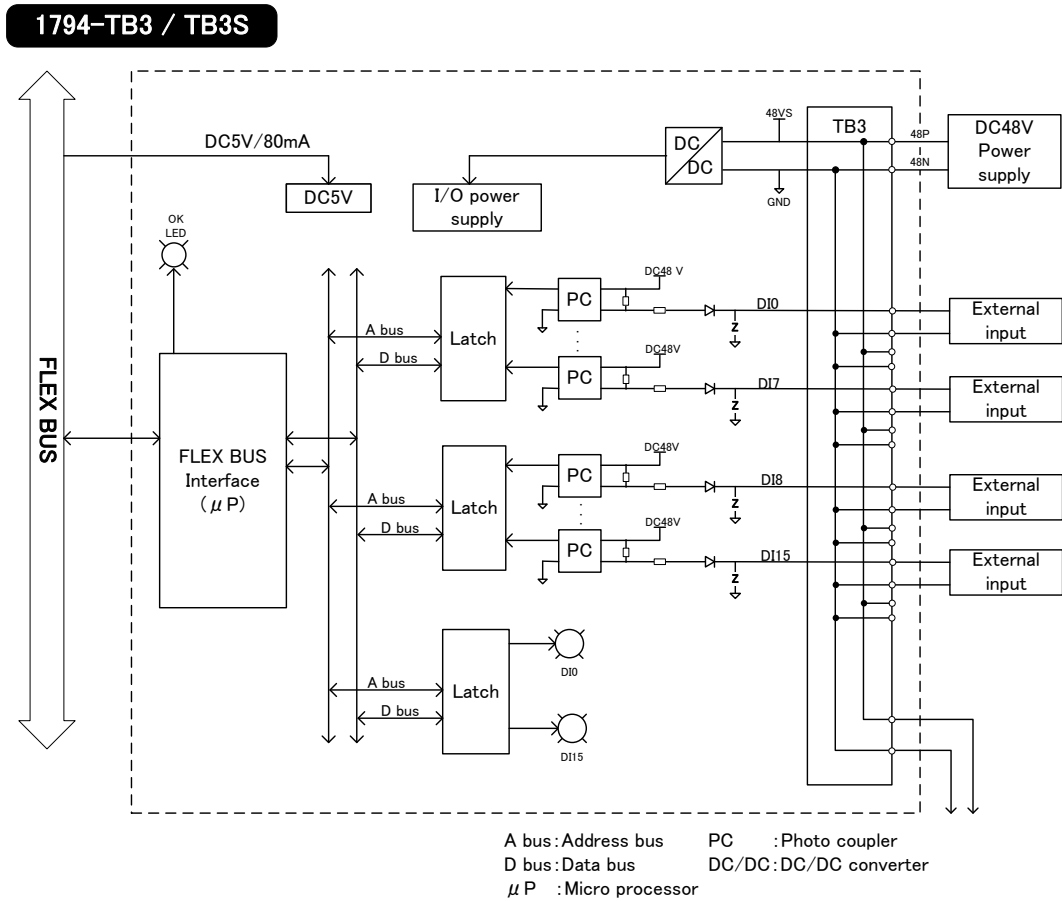 1794-TB3 / TB3S
DC5V/80mA
DC5V
I/O power
supply
DC
DC
48VS
GND
TB3
48P
48N
DC48V
Power
supply
OK
LED
FLEX BUS
FLEX BUS
Interface
(μP)
A bus
D bus
Latch
PC
DC48 V
DI0
Z
External
input
PC
DC48V
DI7
Z
External
input
A bus
D bus
Latch
PC
DC48V
DI8
Z
External
input
PC
DC48V
DI15
Z
External
input
A bus
D bus
Latch
DI0
DI15
A bus:Address bus PC :Photo coupler
D bus:Data bus DC/DC:DC/DC converter
μP :Micro processor